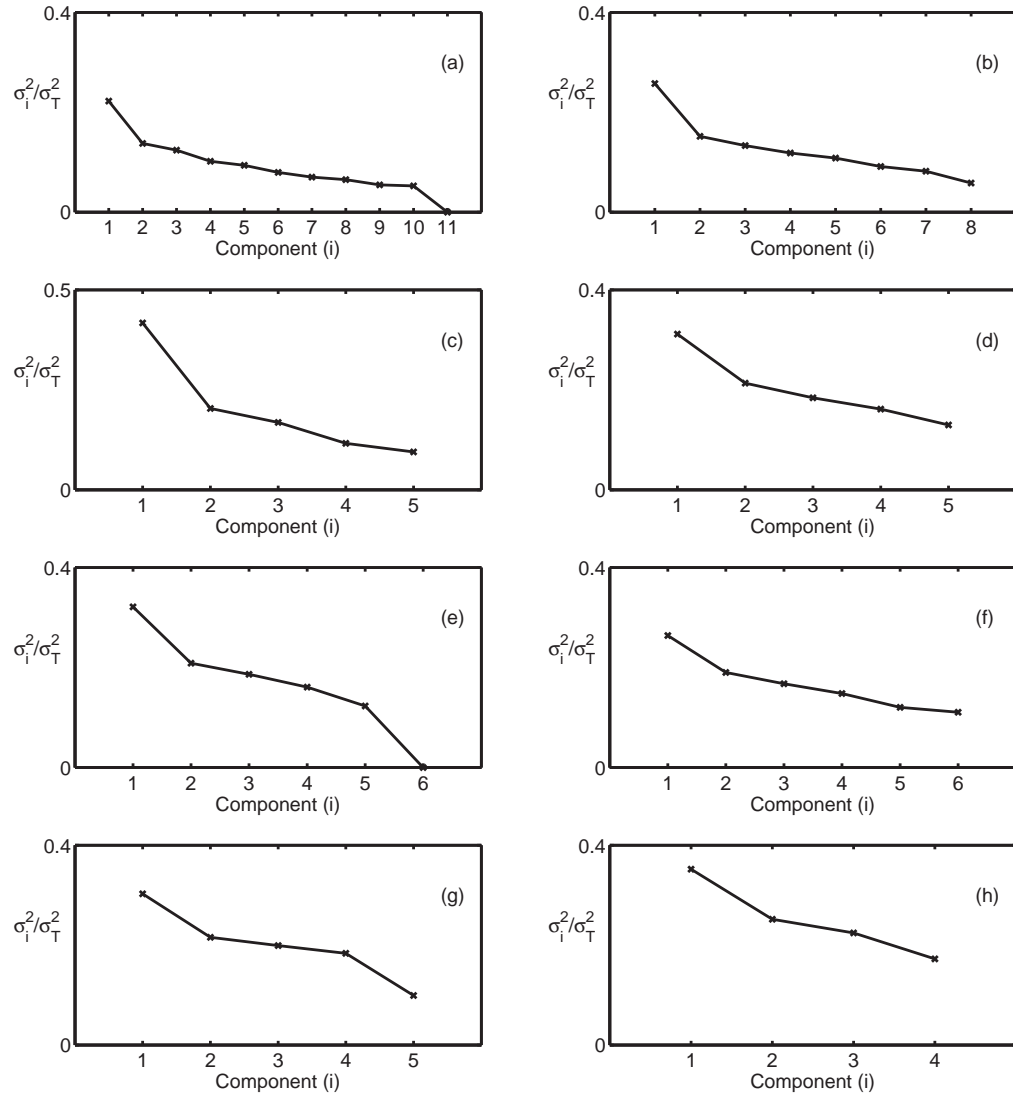 0.4
(a)
σ_i^2/σ_T^2
0
1 2 3 4 5 6 7 8 9 10 11
Component (i)
0.4
(b)
σ_i^2/σ_T^2
0
1 2 3 4 5 6 7 8
Component (i)
0.5
(c)
σ_i^2/σ_T^2
0
1 2 3 4 5
Component (i)
0.4
(d)
σ_i^2/σ_T^2
0
1 2 3 4 5
Component (i)
0.4
(e)
σ_i^2/σ_T^2
0
1 2 3 4 5 6
Component (i)
0.4
(f)
σ_i^2/σ_T^2
0
1 2 3 4 5 6
Component (i)
0.4
(g)
σ_i^2/σ_T^2
0
1 2 3 4 5
Component (i)
0.4
(h)
σ_i^2/σ_T^2
0
1 2 3 4
Component (i)